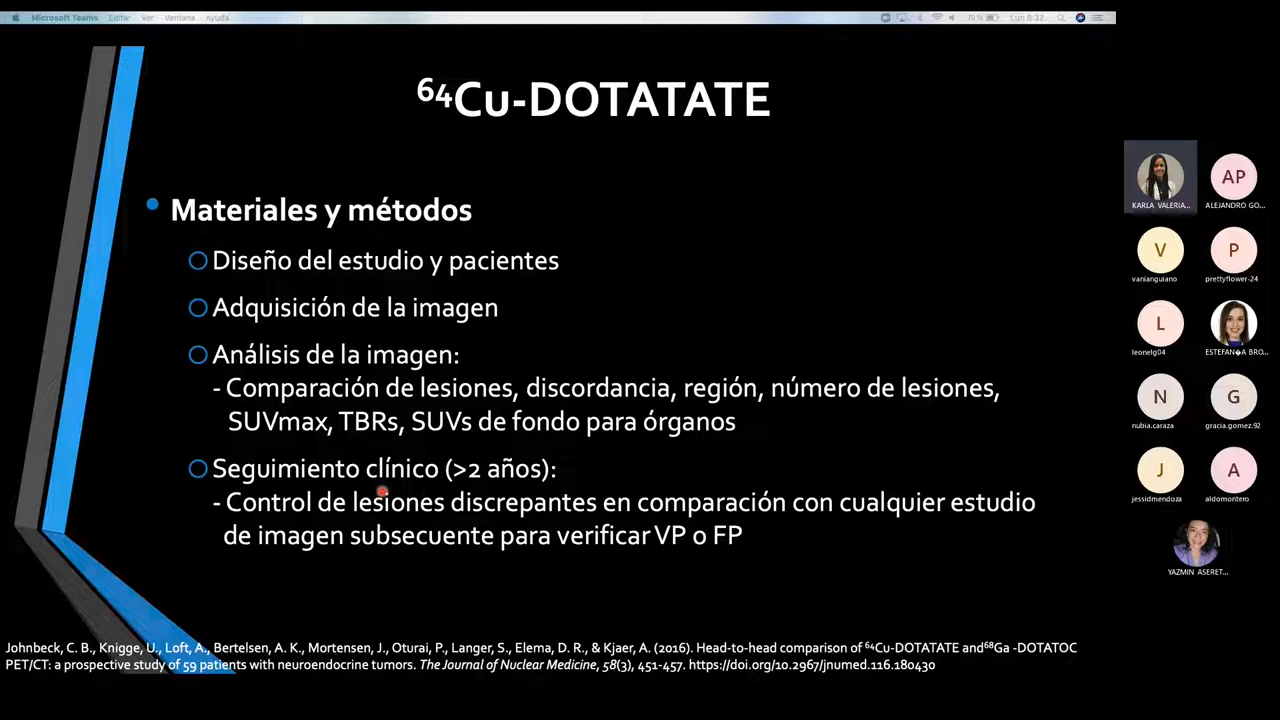 Microsoft Teams Editar Ver Ventana Ayuda
Lun 8:32
⁶⁴Cu-DOTATATE
Materiales y métodos
Diseño del estudio y pacientes
Adquisición de la imagen
Análisis de la imagen:
- Comparación de lesiones, discordancia, región, número de lesiones,
SUVmax, TBRs, SUVs de fondo para órganos
Seguimiento clínico (>2 años):
- Control de lesiones discrepantes en comparación con cualquier estudio
de imagen subsecuente para verificar VP o FP
Johnbeck, C. B., Knigge, U., Loft, A., Bertelsen, A. K., Mortensen, J., Oturai, P., Langer, S., Elema, D. R., & Kjaer, A. (2016). Head-to-head comparison of ⁶⁴Cu-DOTATATE and⁶⁸Ga -DOTATOC
PET/CT: a prospective study of 59 patients with neuroendocrine tumors. The Journal of Nuclear Medicine, 58(3), 451-457. https://doi.org/10.2967/jnumed.116.180430
KARLA VALERIA...
AP
ALEJANDRO GO...
V
vanianguiano
P
prettyflower-24
L
leonelg04
ESTEFAN�A BRO...
N
nubia.caraza
G
gracia.gomez.92
J
jessidmendoza
A
aldomontero
YAZMIN ASERET...